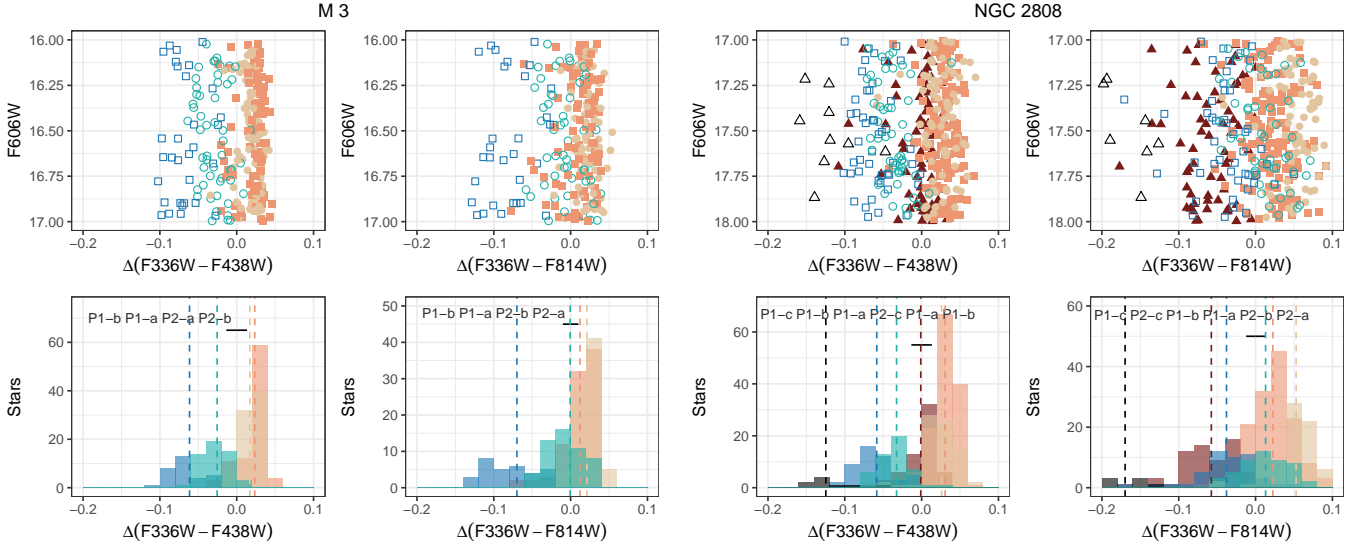 M 3
NGC 2808
16.00
16.25
16.50
16.75
17.00
F606W
−0.2 −0.1 0.0 0.1
Δ(F336W − F438W)
16.00
16.25
16.50
16.75
17.00
F606W
−0.2 −0.1 0.0 0.1
Δ(F336W − F814W)
17.00
17.25
17.50
17.75
18.00
F606W
−0.2 −0.1 0.0 0.1
Δ(F336W − F438W)
17.00
17.25
17.50
17.75
18.00
F606W
−0.2 −0.1 0.0 0.1
Δ(F336W − F814W)
P1−b P1−a P2−a P2−b
60
40
20
0
Stars
−0.2 −0.1 0.0 0.1
Δ(F336W − F438W)
P1−b P1−a P2−b P2−a
50
40
30
20
10
0
Stars
−0.2 −0.1 0.0 0.1
Δ(F336W − F814W)
P1−c P1−b P1−a P2−c P1−a P1−b
60
40
20
0
Stars
−0.2 −0.1 0.0 0.1
Δ(F336W − F438W)
P1−c P2−c P1−b P1−a P2−b P2−a
60
40
20
0
Stars
−0.2 −0.1 0.0 0.1
Δ(F336W − F814W)